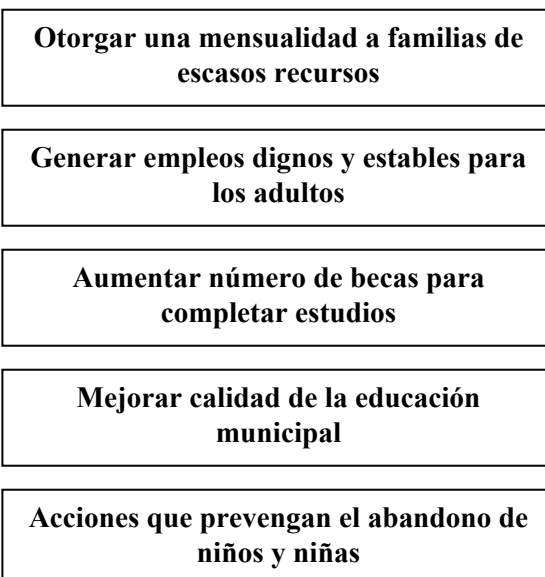 Otorgar una mensualidad a familias de
escasos recursos
Generar empleos dignos y estables para
los adultos
Aumentar número de becas para
completar estudios
Mejorar calidad de la educación
municipal
Acciones que prevengan el abandono de
niños y niñas